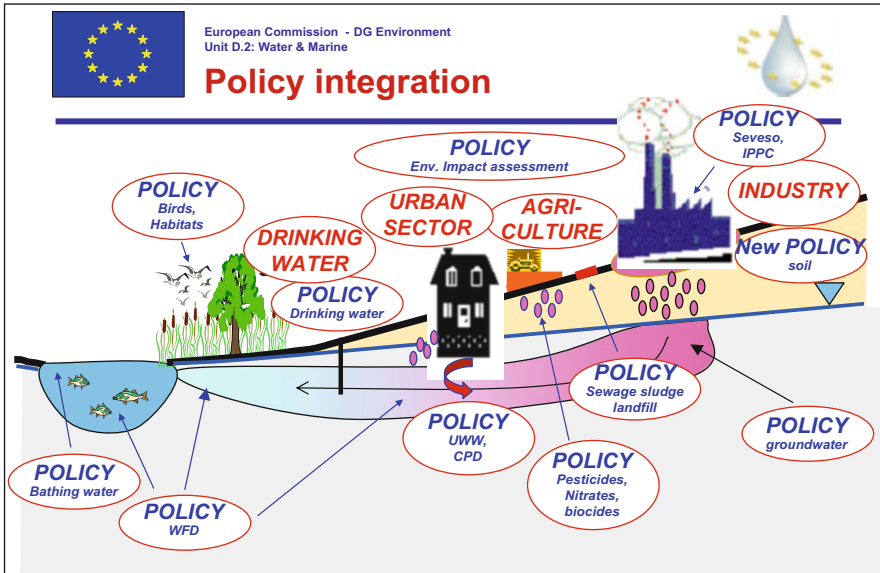 European Commission - DG Environment
Unit D.2: Water & Marine
Policy integration
POLICY
Seveso,
IPPC
POLICY
Env. Impact assessment
POLICY
Birds,
Habitats
URBAN
SECTOR
AGRI-
CULTURE
INDUSTRY
DRINKING
WATER
New POLICY
soil
POLICY
Drinking water
POLICY
Sewage sludge
landfill
POLICY
UWW,
CPD
POLICY
groundwater
POLICY
Bathing water
POLICY
Pesticides,
Nitrates,
biocides
POLICY
WFD